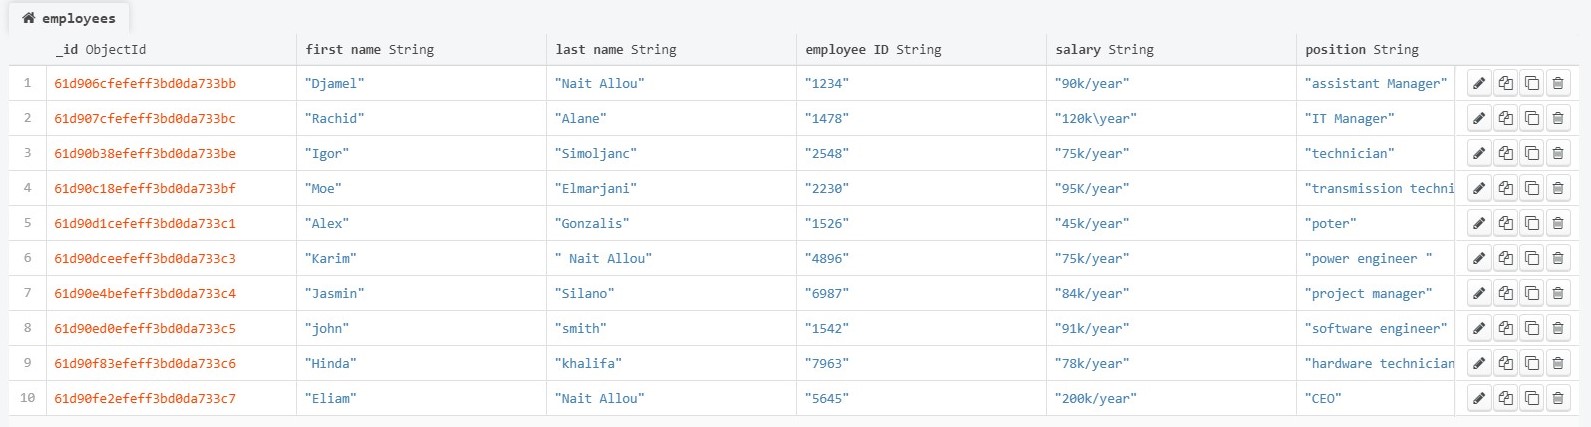 employees
_id ObjectId first name String last name String employee ID String salary String position String
1 61d906cfefeff3bd0da733bb "Djamel" "Nait Allou" "1234" "90k/year" "assistant Manager"
2 61d907cfefeff3bd0da733bc "Rachid" "Alane" "1478" "120k\year" "IT Manager"
3 61d90b38efeff3bd0da733be "Igor" "Simoljanc" "2548" "75k/year" "technician"
4 61d90c18efeff3bd0da733bf "Moe" "Elmarjani" "2230" "95K/year" "transmission techni
5 61d90d1cefeff3bd0da733c1 "Alex" "Gonzalis" "1526" "45k/year" "poter"
6 61d90dceefeff3bd0da733c3 "Karim" " Nait Allou" "4896" "75k/year" "power engineer "
7 61d90e4befeff3bd0da733c4 "Jasmin" "Silano" "6987" "84k/year" "project manager"
8 61d90ed0efeff3bd0da733c5 "john" "smith" "1542" "91k/year" "software engineer"
9 61d90f83efeff3bd0da733c6 "Hinda" "khalifa" "7963" "78k/year" "hardware technician
10 61d90fe2efeff3bd0da733c7 "Eliam" "Nait Allou" "5645" "200k/year" "CEO"